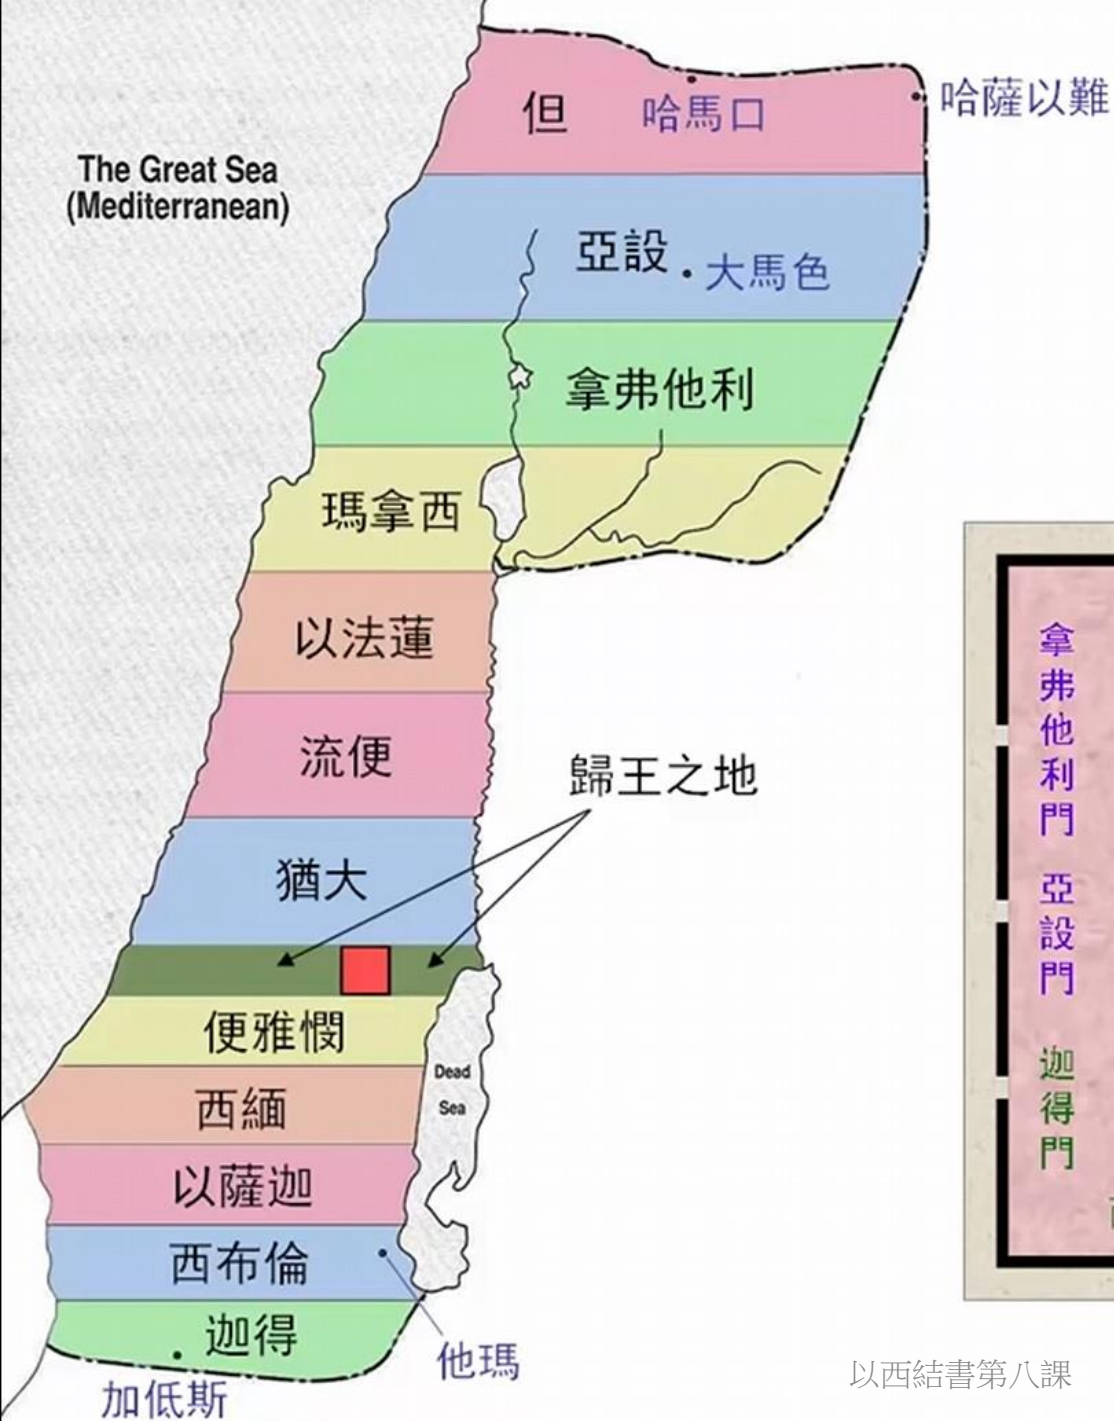 但
哈馬口
哈薩以難
The Great Sea
(Mediterranean)
亞設
大馬色
拿弗他利
瑪拿西
以法蓮
流便
歸王之地
猶大
便雅憫
西緬
Dead
Sea
以薩迦
西布倫
迦得
他瑪
加低斯
拿弗他利門
亞設門
迦得門
以西結書第八課